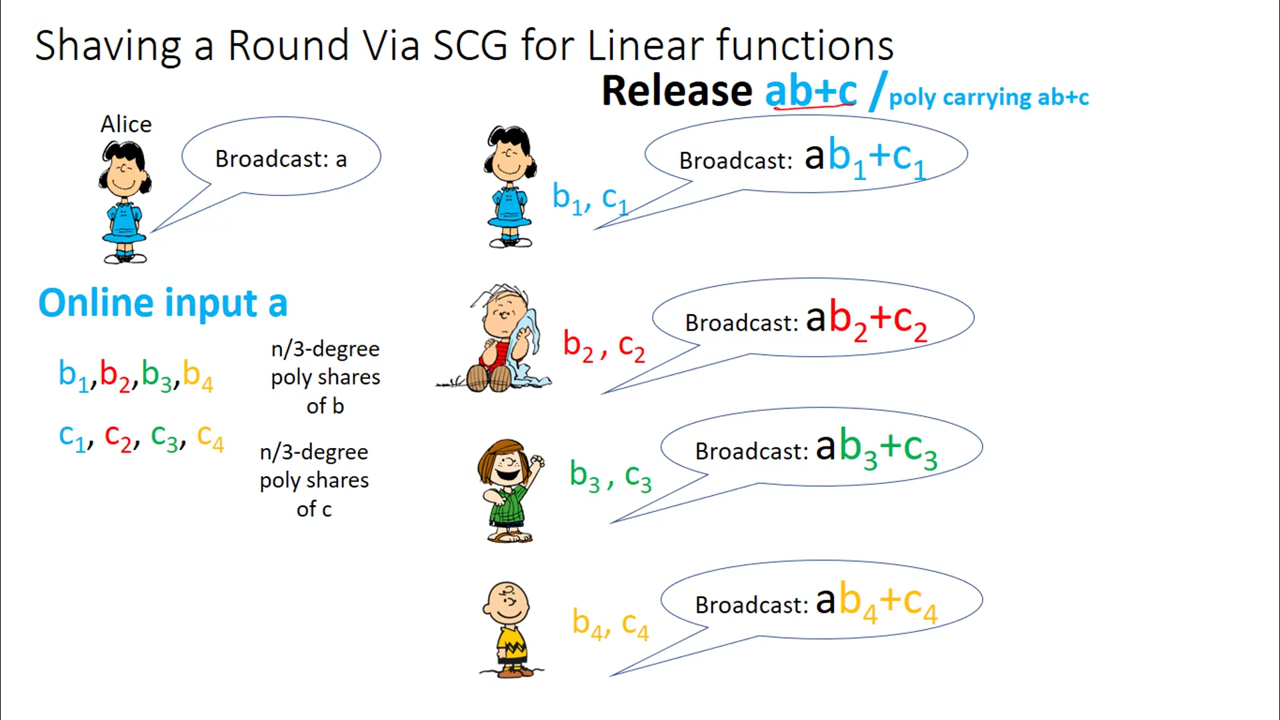 Shaving a Round Via SCG for Linear functions
Release ab+c / poly carrying ab+c
Alice
Broadcast: a
Online input a
b₁,b₂,b₃,b₄
n/3-degree
poly shares
of b
c₁, c₂, c₃, c₄
n/3-degree
poly shares
of c
b₁, c₁
Broadcast: ab₁+c₁
b₂ , c₂
Broadcast: ab₂+c₂
b₃ , c₃
Broadcast: ab₃+c₃
b₄, c₄
Broadcast: ab₄+c₄